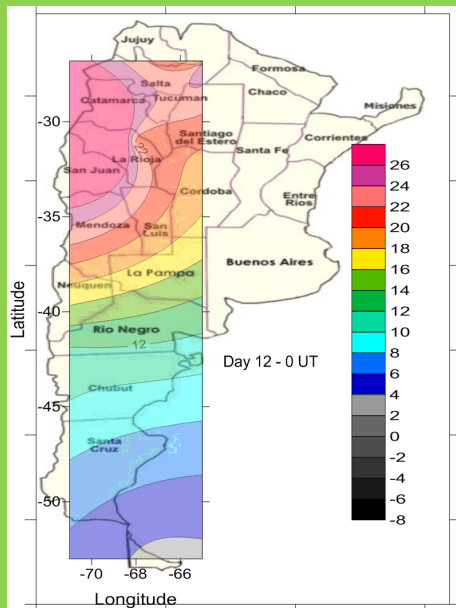 Jujuy
Formosa
Salta
Chaco
Catamarca
Tucuman
Misiones
-30
Santiago
del Estero
Corrientes
22
La Rioja
Santa Fe
San Juan
Cordoba
Entre
Rios
-35
Mendoza
San
Luis
Buenos Aires
La Pampa
Neuquen
-40
Rio Negro
12
Day 12 - 0 UT
Chubut
-45
Santa
Cruz
-50
-70
-68
-66
Latitude
Longitude
26
24
22
20
18
16
14
12
10
8
6
4
2
0
-2
-4
-6
-8